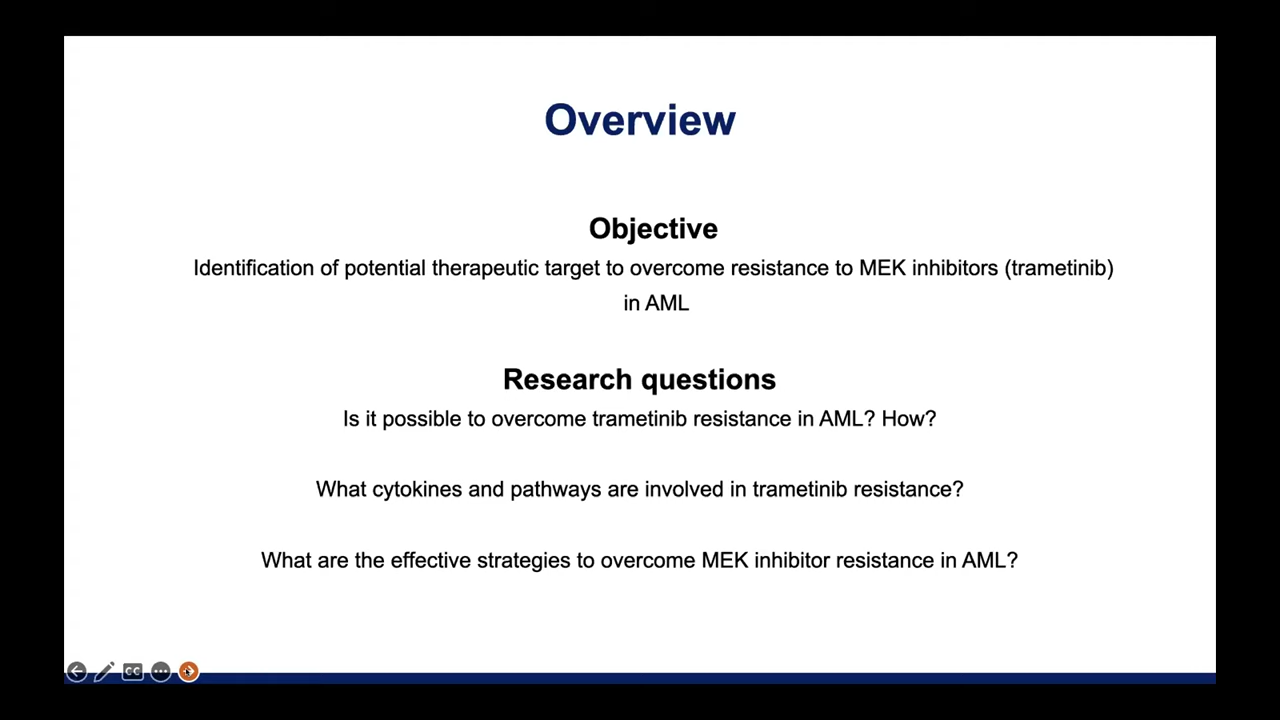 Overview
Objective
Identification of potential therapeutic target to overcome resistance to MEK inhibitors (trametinib)
in AML
Research questions
Is it possible to overcome trametinib resistance in AML? How?
What cytokines and pathways are involved in trametinib resistance?
What are the effective strategies to overcome MEK inhibitor resistance in AML?
CC